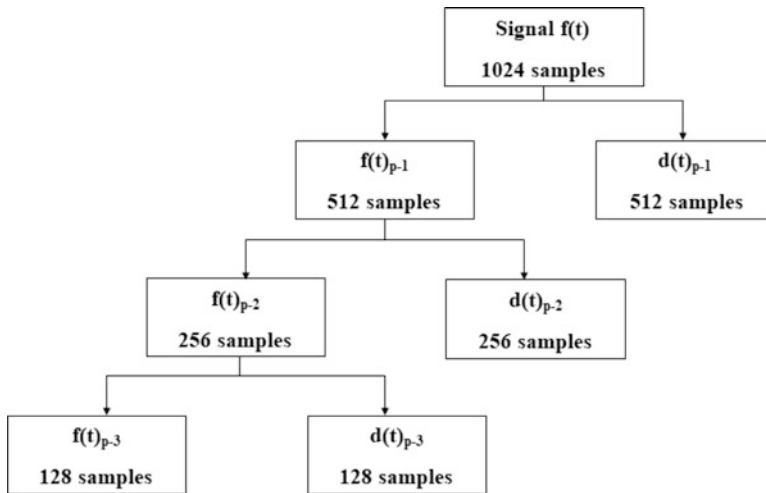 Signal f(t)
1024 samples
f(t)p-1
512 samples
d(t)p-1
512 samples
f(t)p-2
256 samples
d(t)p-2
256 samples
f(t)p-3
128 samples
d(t)p-3
128 samples